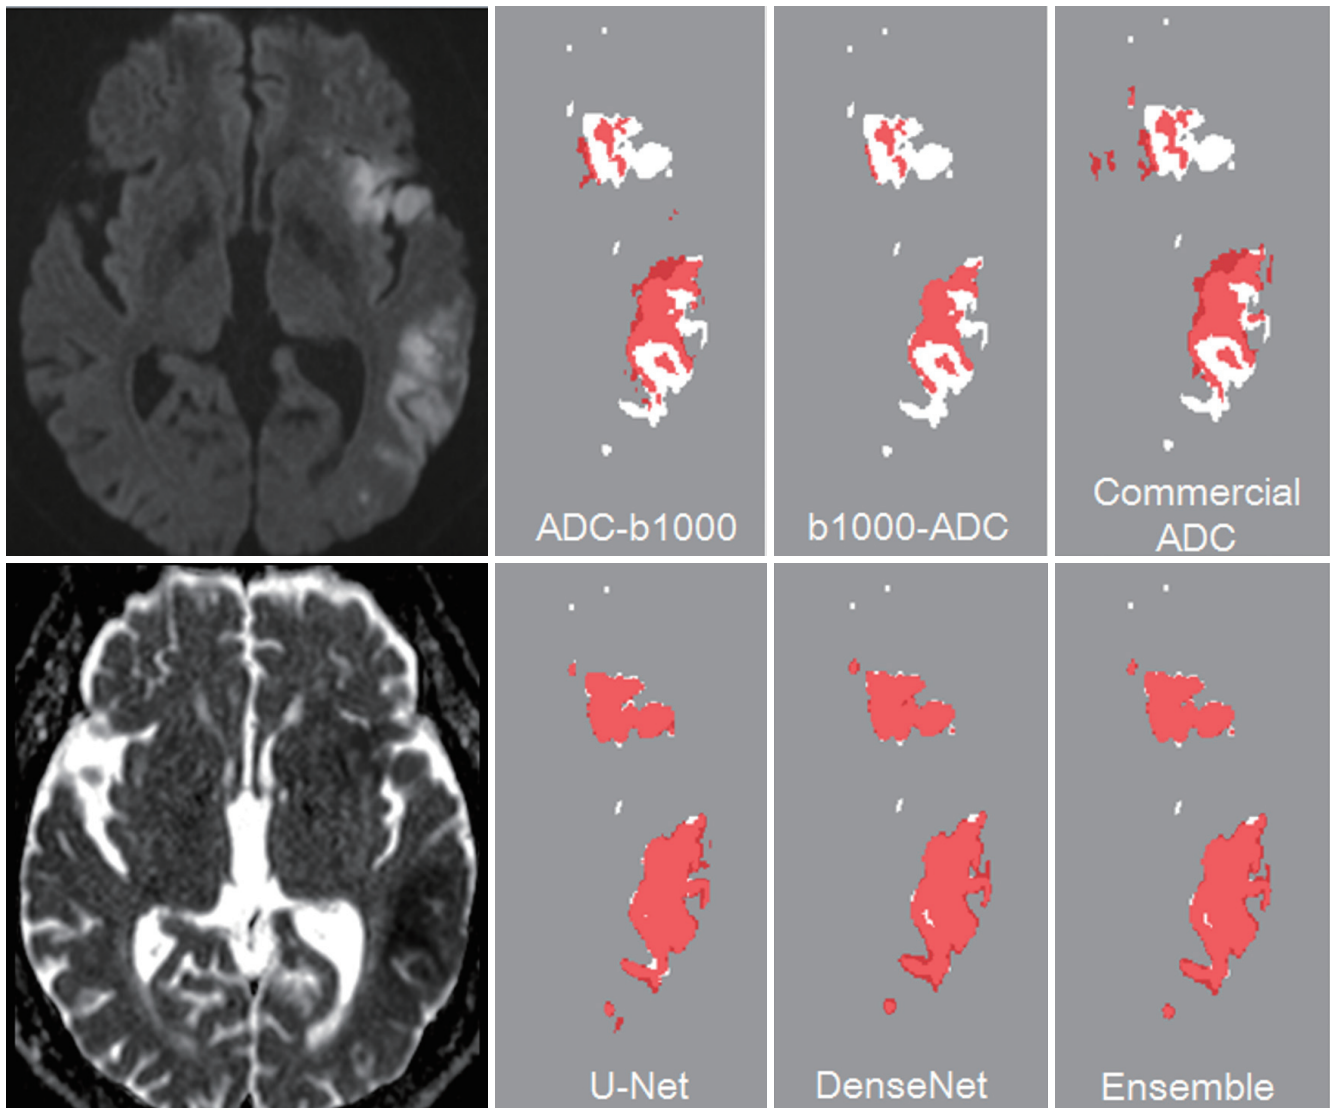 ADC-b1000
b1000-ADC
Commercial
ADC
U-Net
DenseNet
Ensemble